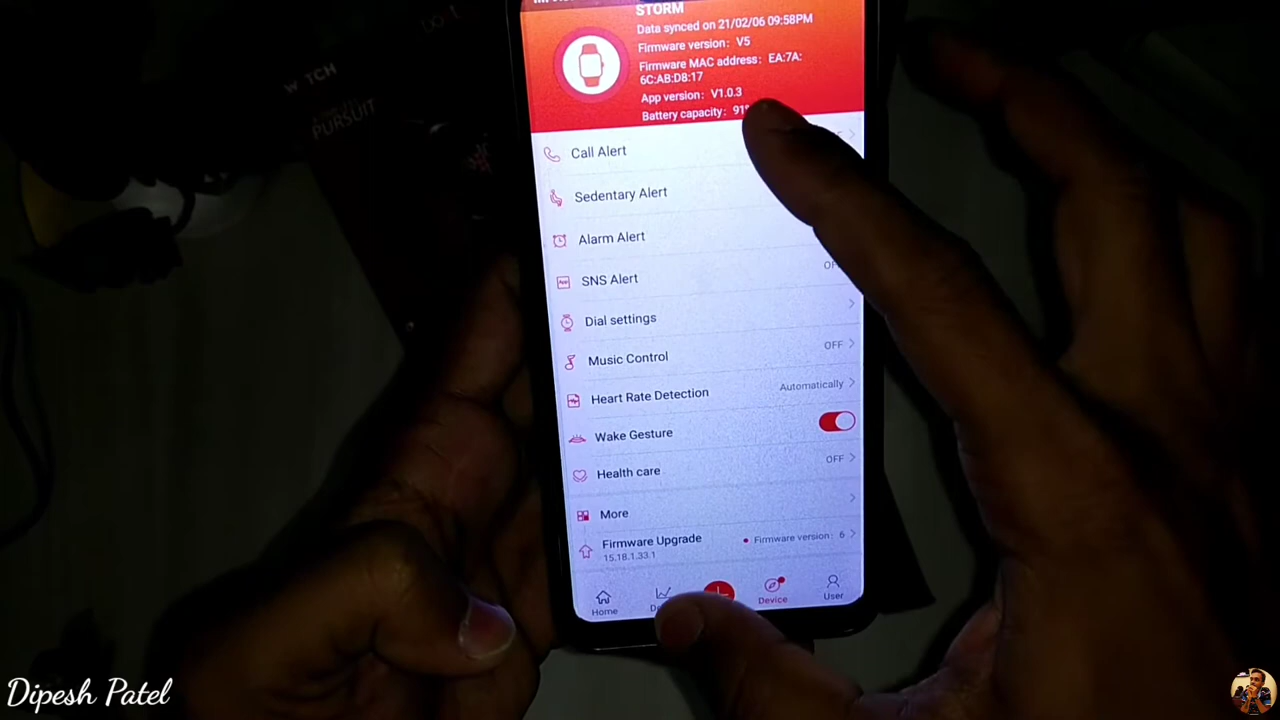 STORM
Data synced on 21/02/06 09:58PM
Firmware version: V5
Firmware MAC address: EA:7A:
6C:AB:D8:17
App version: V1.0.3
Battery capacity: 91
Call Alert
Sedentary Alert
Alarm Alert
SNS Alert
Dial settings
Music Control OFF
Heart Rate Detection Automatically
Wake Gesture
Health care OFF
More
Firmware Upgrade Firmware version: 6
15.18.1.33.1
Home Device User
PURSUIT
Dipesh Patel